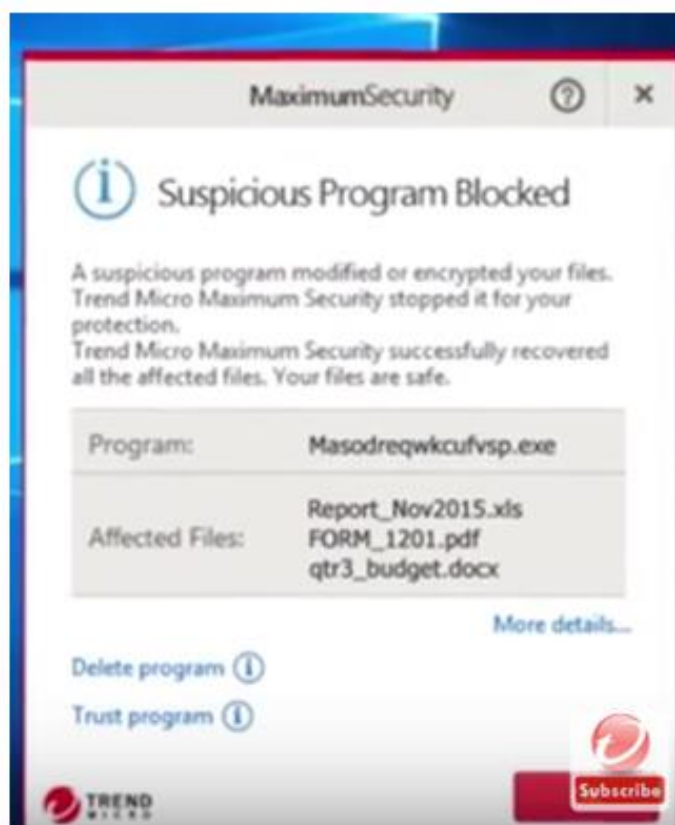 MaximumSecurity
Suspicious Program Blocked
A suspicious program modified or encrypted your files.
Trend Micro Maximum Security stopped it for your
protection.
Trend Micro Maximum Security successfully recovered
all the affected files. Your files are safe.
Program: Masodreqwkcufvsp.exe
Affected Files: Report_Nov2015.xls
FORM_1201.pdf
qtr3_budget.docx
More details...
Delete program
Trust program
Subscribe
TREND
MICRO